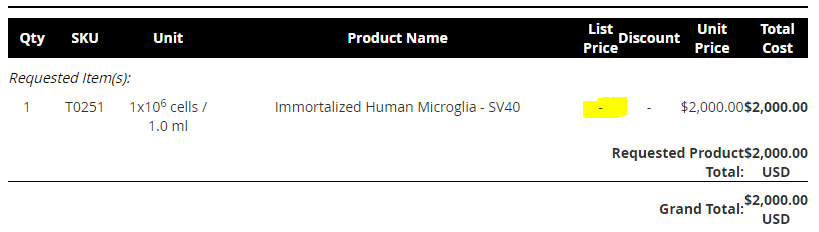 Qty SKU Unit Product Name List Price Discount Unit Price Total Cost
Requested Item(s):
1 T0251 1x10⁶ cells / 1.0 ml Immortalized Human Microglia - SV40 - - $2,000.00 $2,000.00
Requested Product Total: $2,000.00 USD
Grand Total: $2,000.00 USD